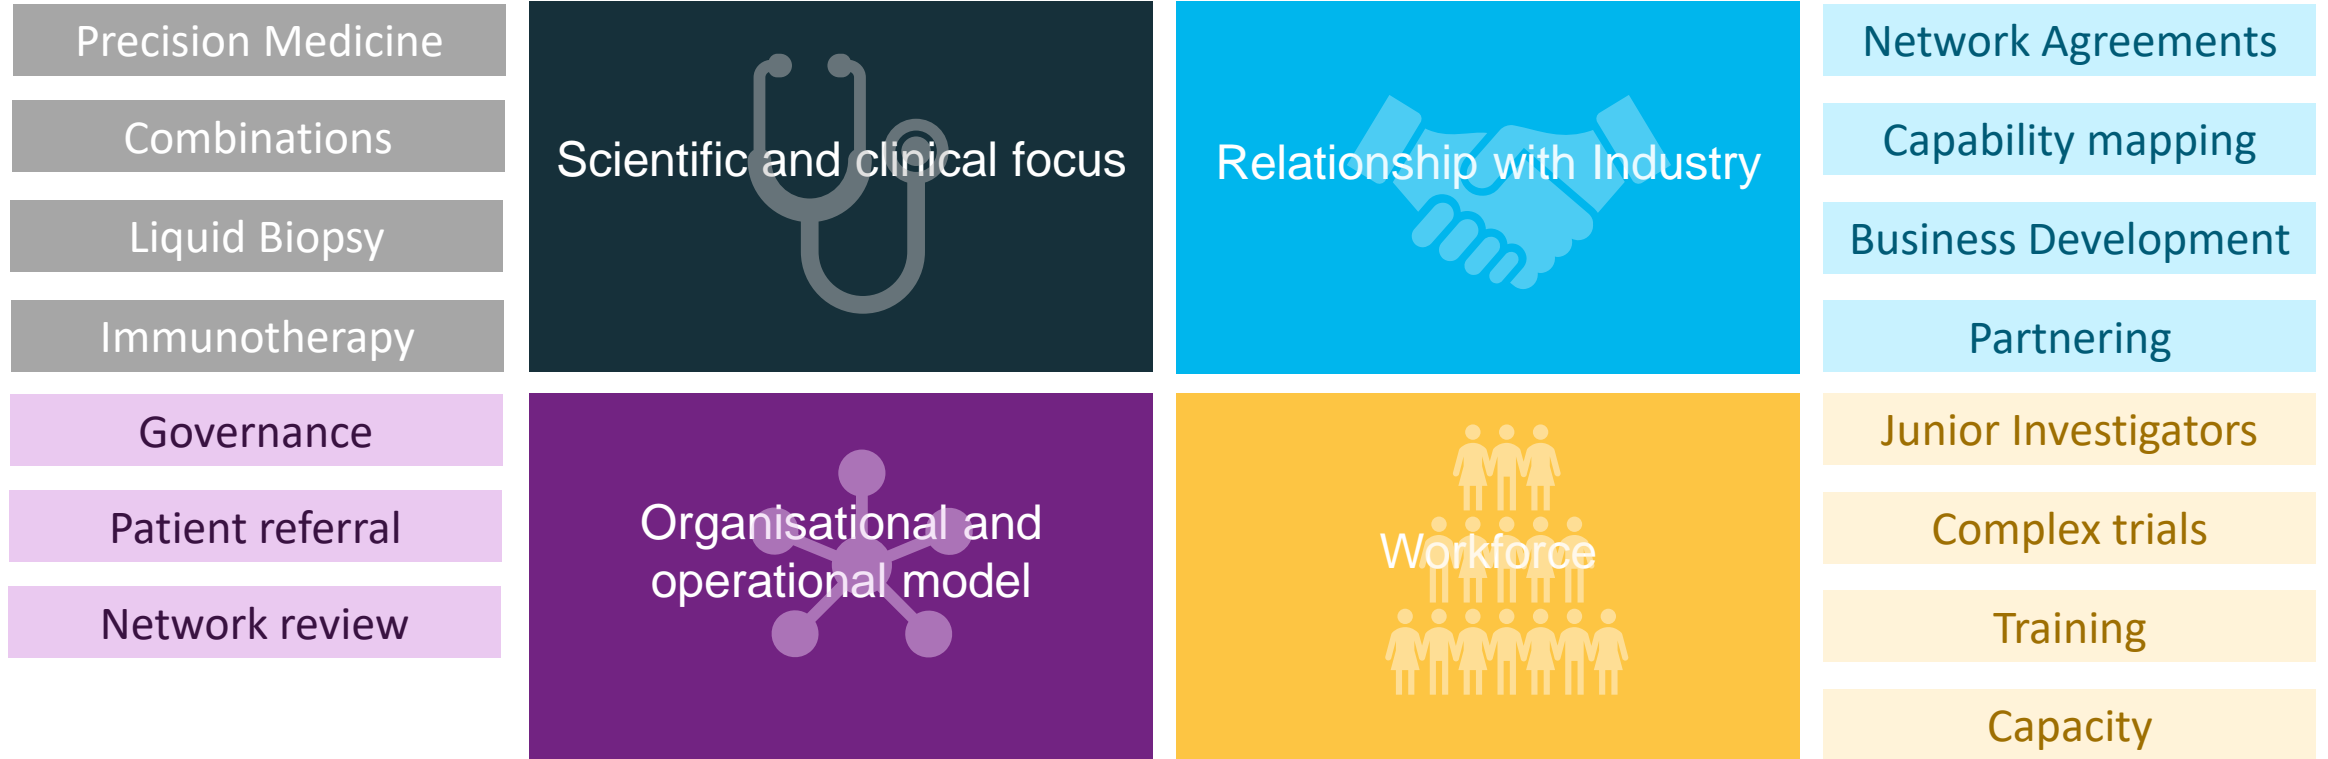 Precision Medicine
Combinations
Liquid Biopsy
Immunotherapy
Scientific and clinical focus
Relationship with Industry
Network Agreements
Capability mapping
Business Development
Partnering
Governance
Patient referral
Network review
Organisational and
operational model
Workforce
Junior Investigators
Complex trials
Training
Capacity